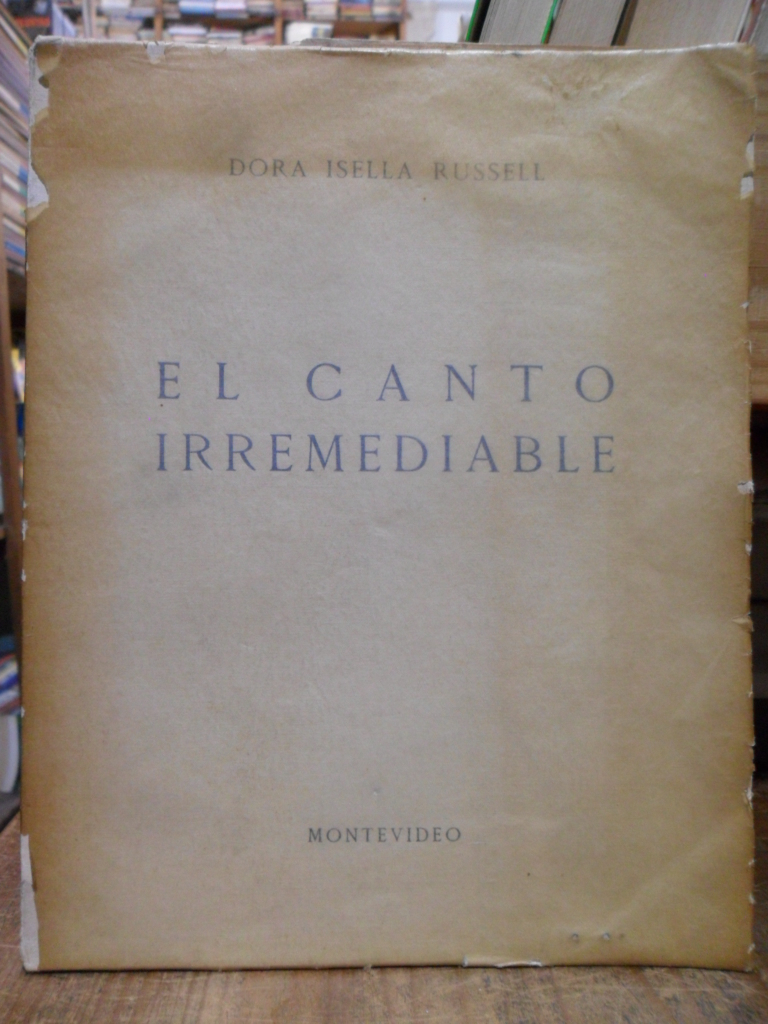 DORA ISELLA RUSSELL
EL CANTO
IRREMEDIABLE
MONTEVIDEO